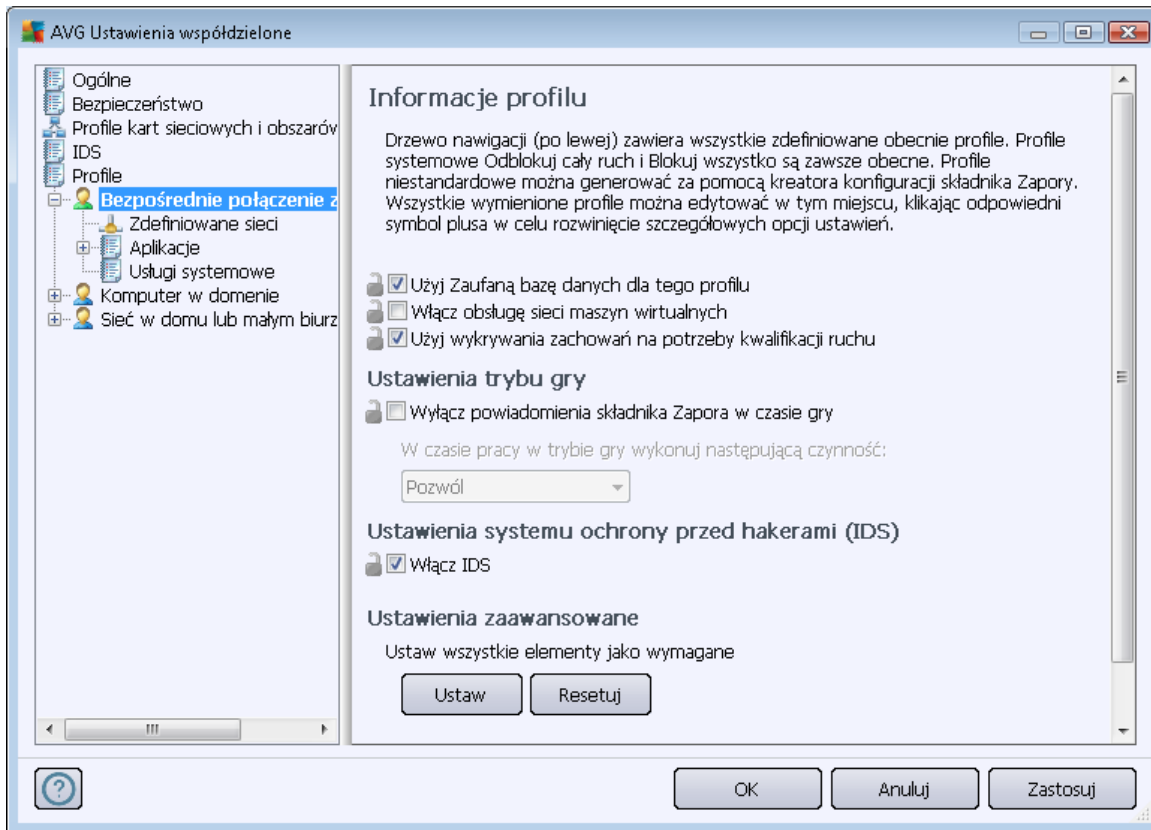 AVG Ustawienia współdzielone
Ogólne
Bezpieczeństwo
Profile kart sieciowych i obszarów
IDS
Profile
Bezpośrednie połączenie z
Zdefiniowane sieci
Aplikacje
Usługi systemowe
Komputer w domenie
Sieć w domu lub małym biurz
Informacje profilu
Drzewo nawigacji (po lewej) zawiera wszystkie zdefiniowane obecnie profile. Profile
systemowe Odblokuj cały ruch i Blokuj wszystko są zawsze obecne. Profile
niestandardowe można generować za pomocą kreatora konfiguracji składnika Zapory.
Wszystkie wymienione profile można edytować w tym miejscu, klikając odpowiedni
symbol plusa w celu rozwinięcie szczegółowych opcji ustawień.
Użyj Zaufaną bazę danych dla tego profilu
Włącz obsługę sieci maszyn wirtualnych
Użyj wykrywania zachowań na potrzeby kwalifikacji ruchu
Ustawienia trybu gry
Wyłącz powiadomienia składnika Zapora w czasie gry
W czasie pracy w trybie gry wykonuj następującą czynność:
Pozwól
Ustawienia systemu ochrony przed hakerami (IDS)
Włącz IDS
Ustawienia zaawansowane
Ustaw wszystkie elementy jako wymagane
Ustaw
Resetuj
OK
Anuluj
Zastosuj